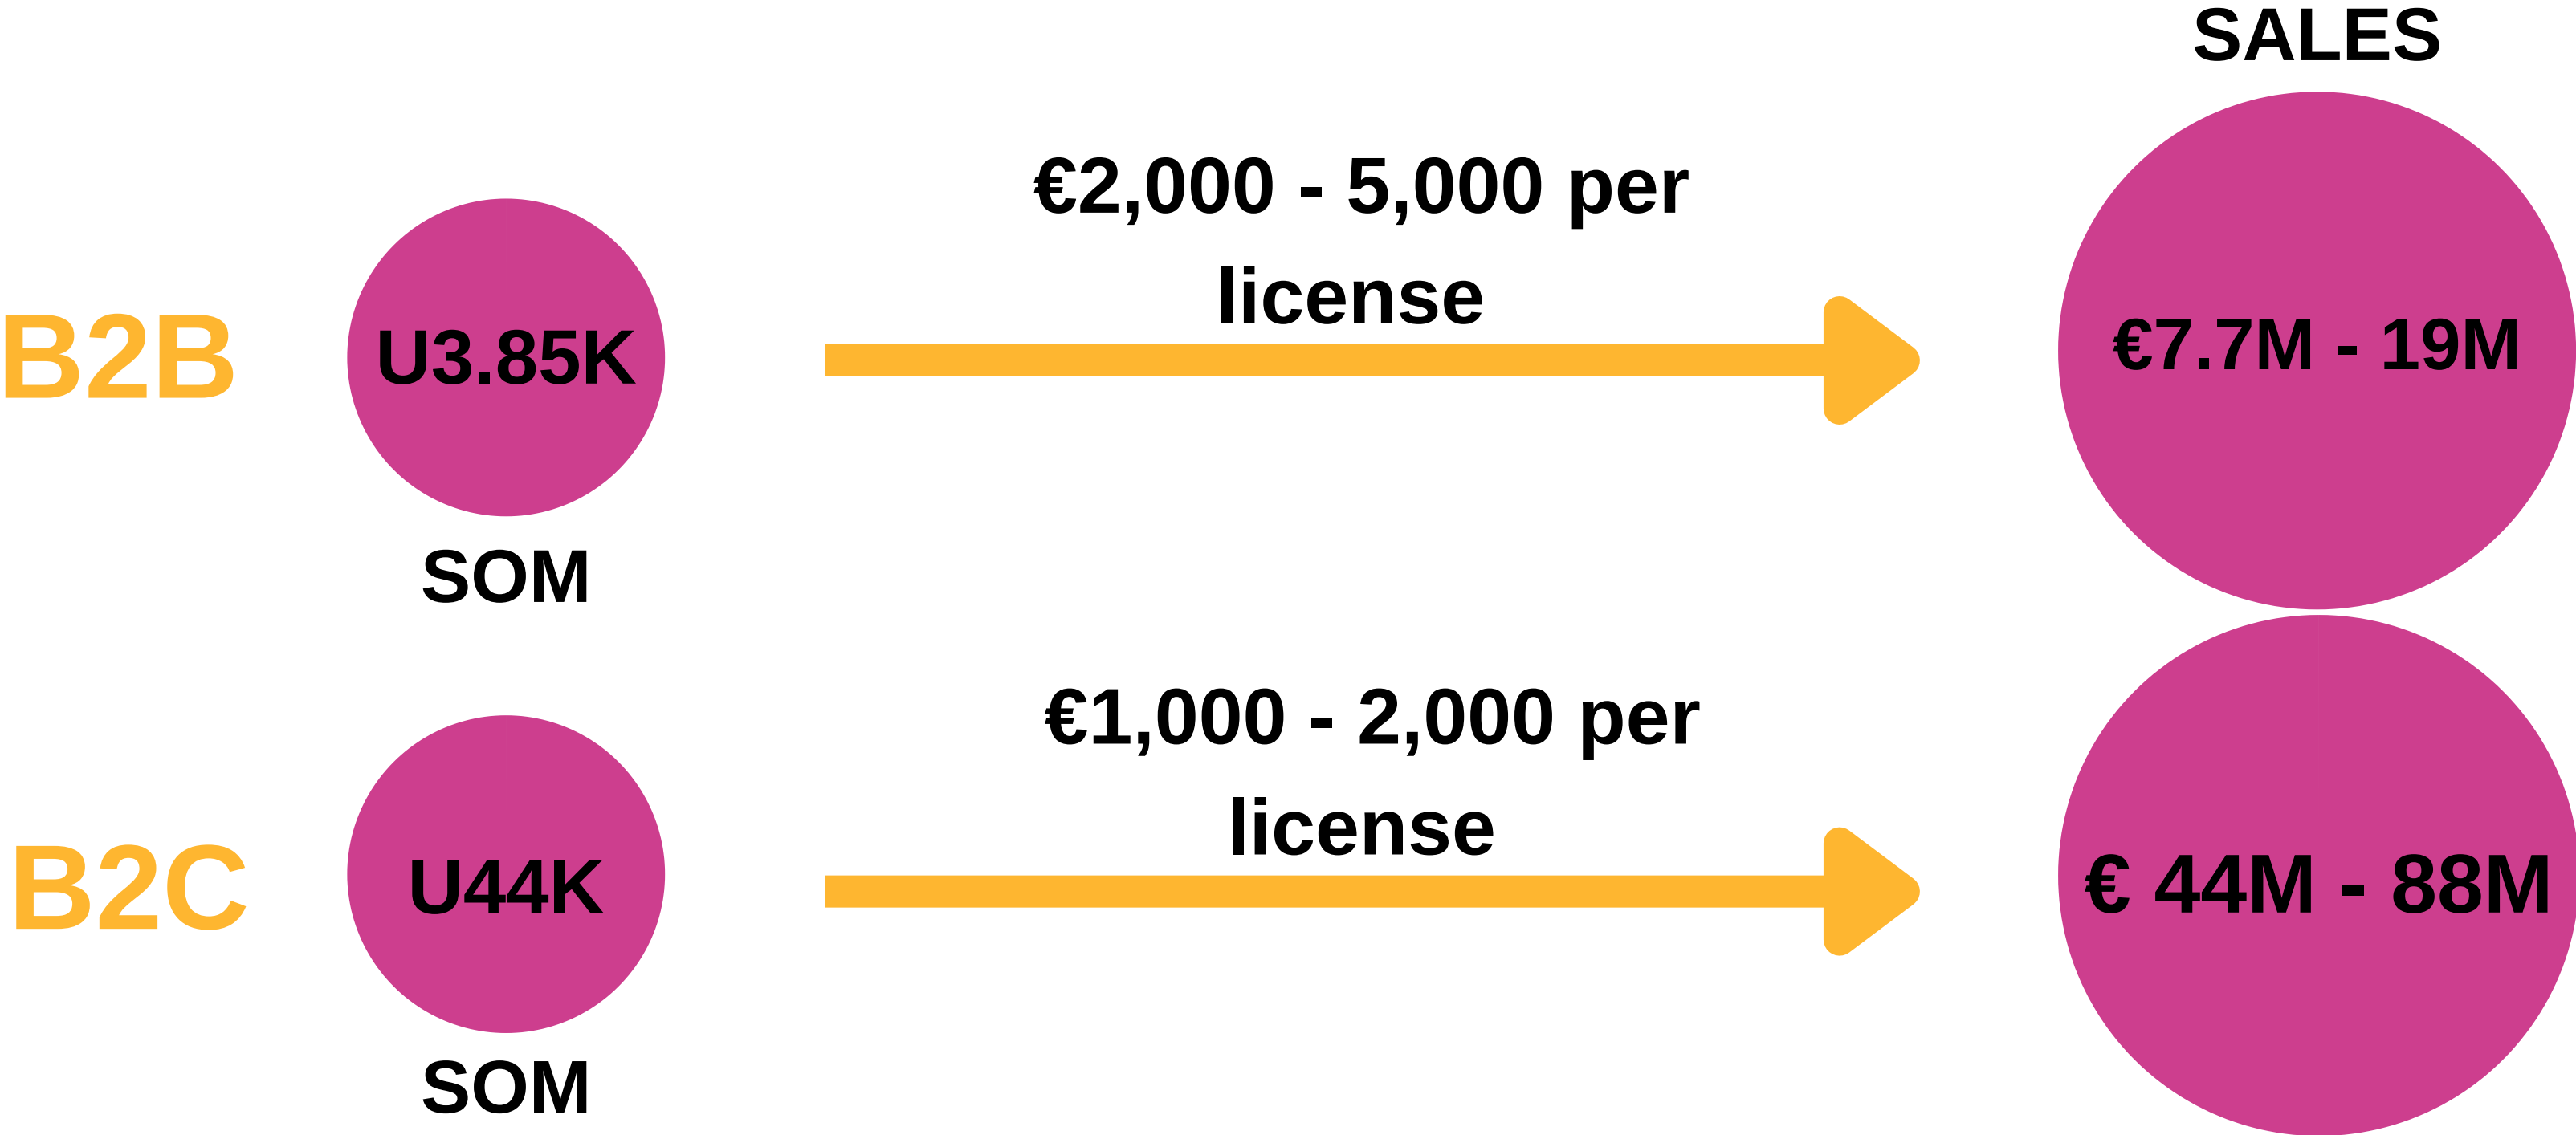 SALES
€2,000 - 5,000 per
license
B2B
U3.85K
€7.7M - 19M
SOM
€1,000 - 2,000 per
license
B2C
U44K
€ 44M - 88M
SOM